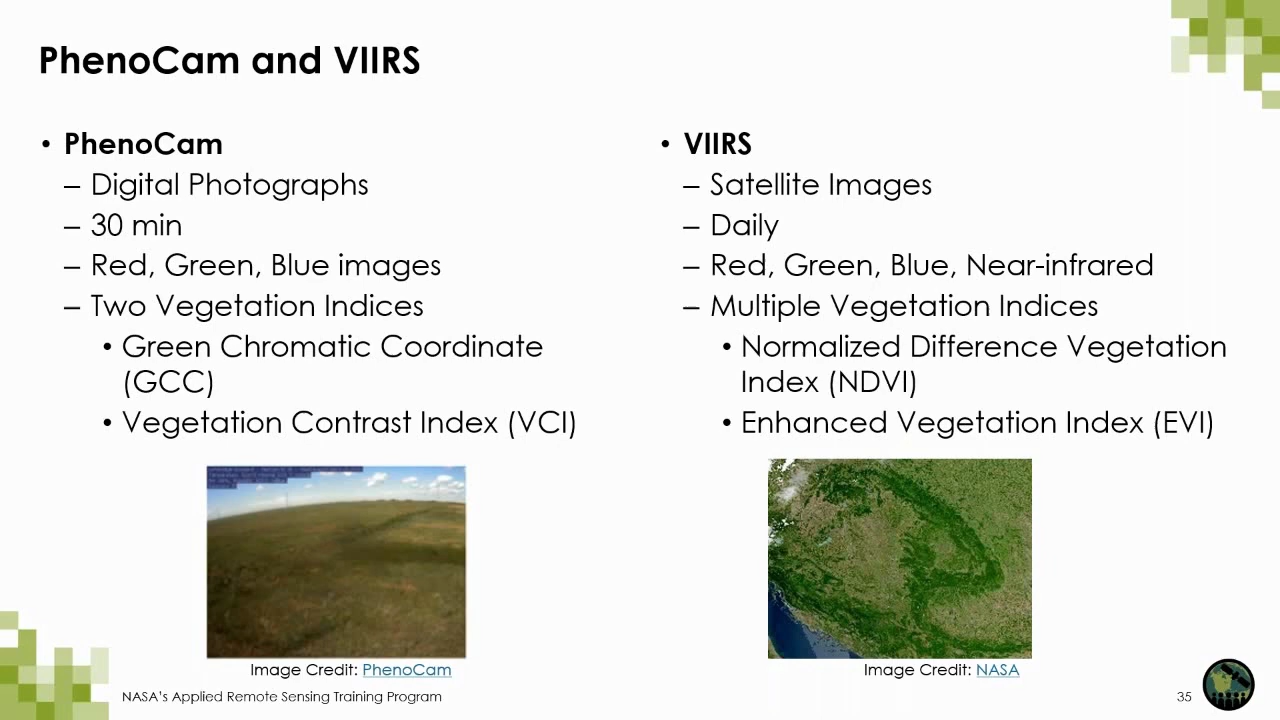 PhenoCam and VIIRS
• PhenoCam
– Digital Photographs
– 30 min
– Red, Green, Blue images
– Two Vegetation Indices
• Green Chromatic Coordinate
(GCC)
• Vegetation Contrast Index (VCI)
Image Credit: PhenoCam
• VIIRS
– Satellite Images
– Daily
– Red, Green, Blue, Near-infrared
– Multiple Vegetation Indices
• Normalized Difference Vegetation
Index (NDVI)
• Enhanced Vegetation Index (EVI)
Image Credit: NASA
NASA's Applied Remote Sensing Training Program
35